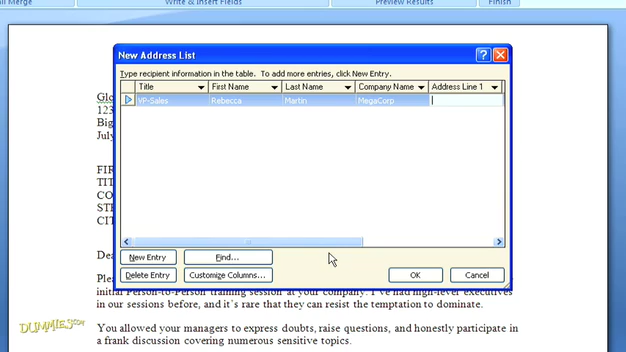 Write & Insert Fields
Preview Results
Finish
New Address List
Type recipient information in the table. To add more entries, click New Entry.
Title First Name Last Name Company Name Address Line 1
VP-Sales Rebecca Martin MegaCorp
New Entry Find...
Delete Entry Customize Columns... OK Cancel
Glo
123
Big
July
FIR
TIT
CO
STR
CIT
Dea
Plea
initial Person-to-Person training session at your company. I've had high-level executives
in our sessions before, and it's rare that they can resist the temptation to dominate.
You allowed your managers to express doubts, raise questions, and honestly participate in
a frank discussion covering numerous sensitive topics.
DUMMIES.COM